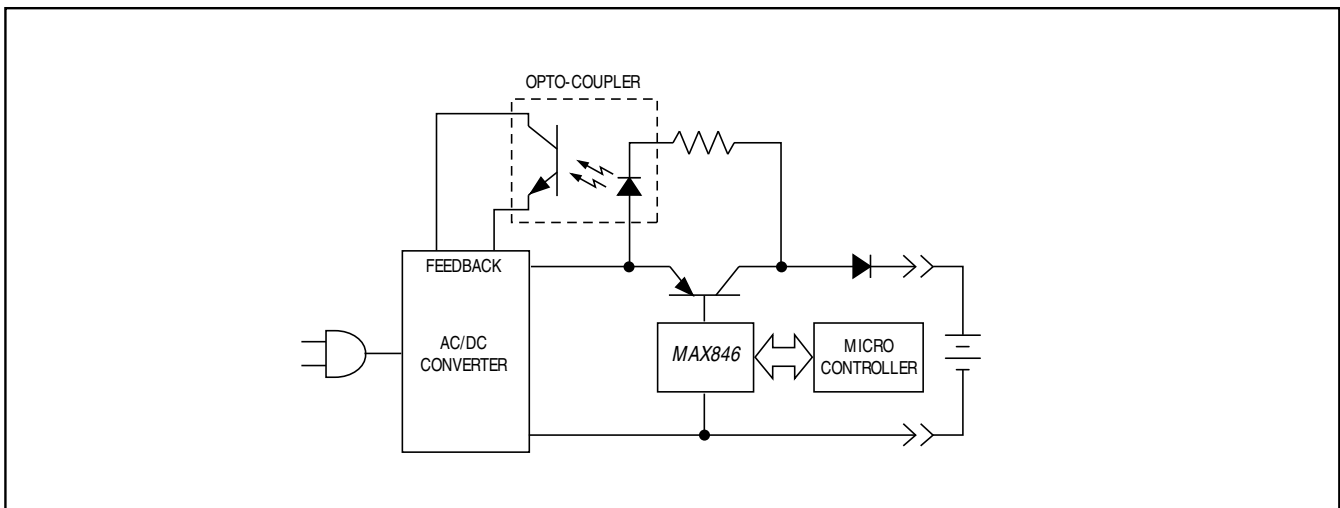 OPTO-COUPLER
FEEDBACK
AC/DC
CONVERTER
MAX846
MICRO
CONTROLLER